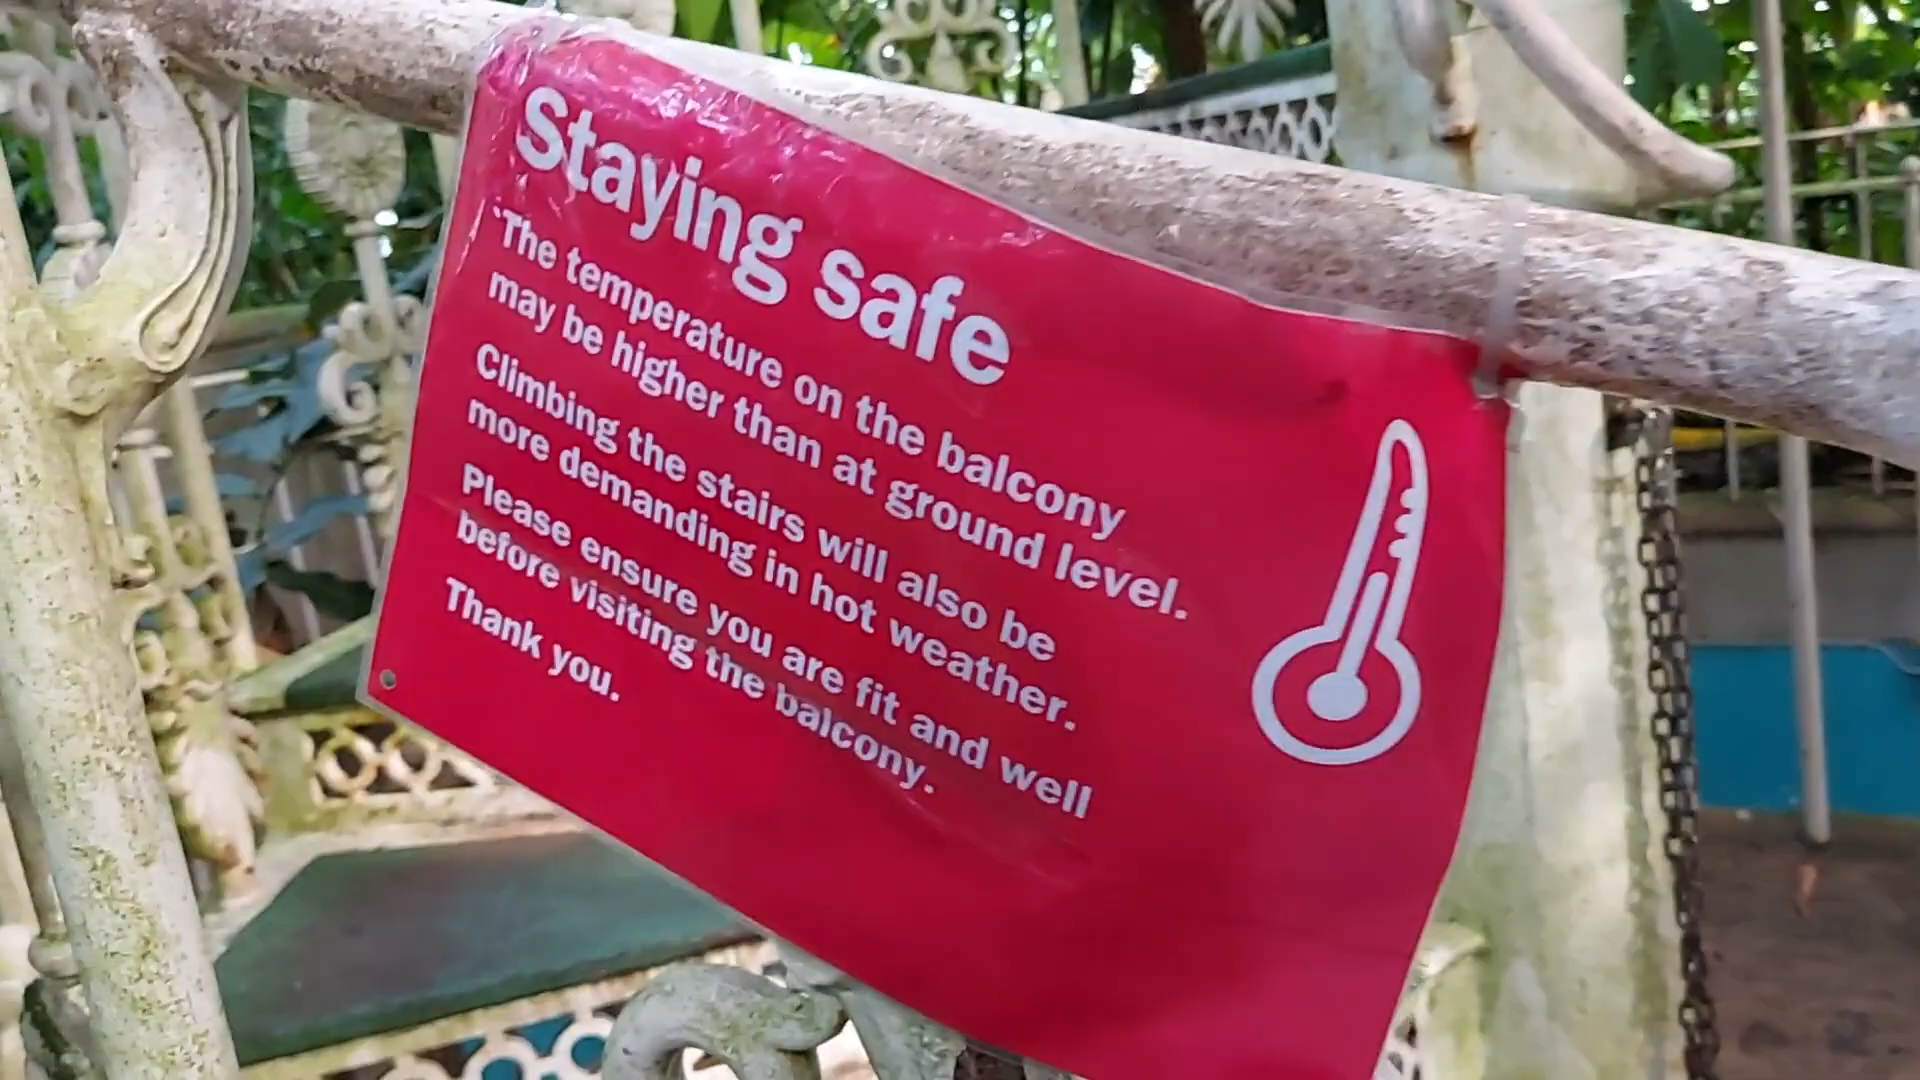 Staying safe
The temperature on the balcony
may be higher than at ground level.
Climbing the stairs will also be
more demanding in hot weather.
Please ensure you are fit and well
before visiting the balcony.
Thank you.